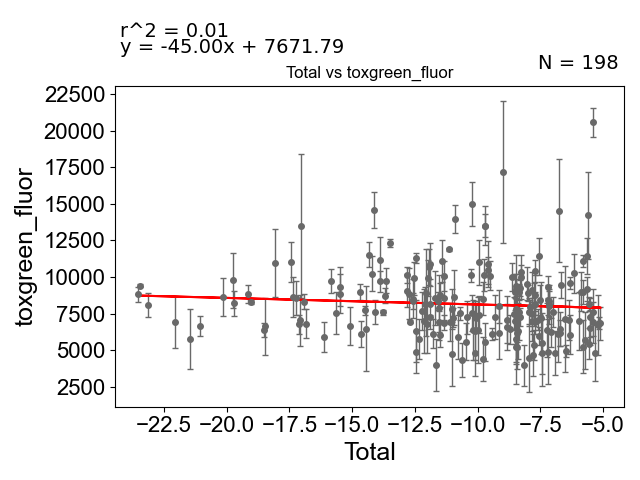 r^2 = 0.01
y = -45.00x + 7671.79
N = 198
Total vs toxgreen_fluor
22500
20000
17500
15000
12500
10000
7500
5000
2500
toxgreen_fluor
−22.5 −20.0 −17.5 −15.0 −12.5 −10.0 −7.5 −5.0
Total